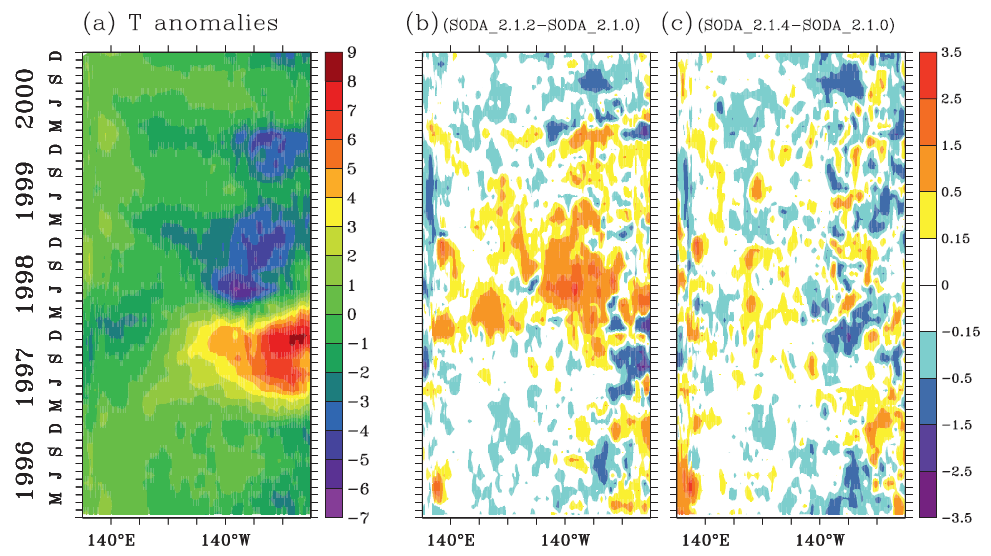 (a) T anomalies
(b) (SODA_2.1.2−SODA_2.1.0)
(c) (SODA_2.1.4−SODA_2.1.0)
2000
1999
1998
1997
1996
D
S
J
M
D
S
J
M
D
S
J
M
D
S
J
M
D
S
J
M
9
8
7
6
5
4
3
2
1
0
−1
−2
−3
−4
−5
−6
−7
3.5
2.5
1.5
0.5
0.15
0
−0.15
−0.5
−1.5
−2.5
−3.5
140°E 140°W
140°E 140°W
140°E 140°W